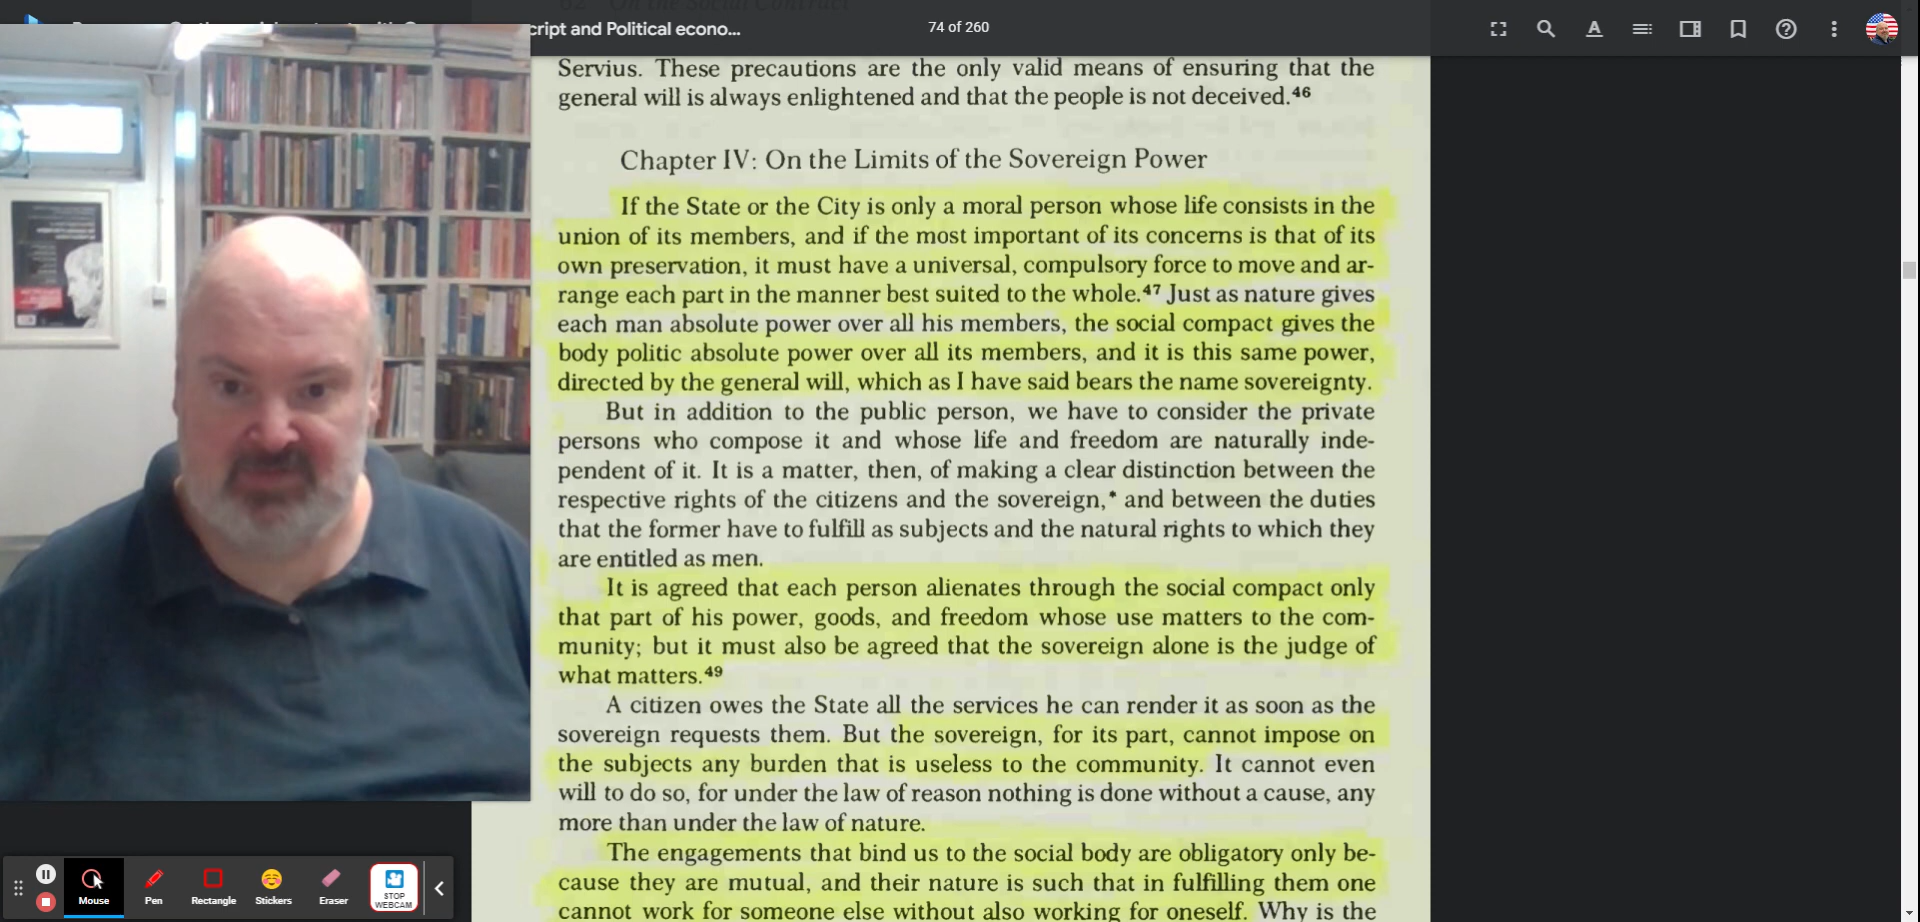 62 On the Social Contract
cript and Political econo...
74 of 260
Servius. These precautions are the only valid means of ensuring that the
general will is always enlightened and that the people is not deceived.⁴⁶
Chapter IV: On the Limits of the Sovereign Power
If the State or the City is only a moral person whose life consists in the
union of its members, and if the most important of its concerns is that of its
own preservation, it must have a universal, compulsory force to move and ar-
range each part in the manner best suited to the whole.⁴⁷ Just as nature gives
each man absolute power over all his members, the social compact gives the
body politic absolute power over all its members, and it is this same power,
directed by the general will, which as I have said bears the name sovereignty.
But in addition to the public person, we have to consider the private
persons who compose it and whose life and freedom are naturally inde-
pendent of it. It is a matter, then, of making a clear distinction between the
respective rights of the citizens and the sovereign,* and between the duties
that the former have to fulfill as subjects and the natural rights to which they
are entitled as men.
It is agreed that each person alienates through the social compact only
that part of his power, goods, and freedom whose use matters to the com-
munity; but it must also be agreed that the sovereign alone is the judge of
what matters.⁴⁹
A citizen owes the State all the services he can render it as soon as the
sovereign requests them. But the sovereign, for its part, cannot impose on
the subjects any burden that is useless to the community. It cannot even
will to do so, for under the law of reason nothing is done without a cause, any
more than under the law of nature.
The engagements that bind us to the social body are obligatory only be-
cause they are mutual, and their nature is such that in fulfilling them one
cannot work for someone else without also working for oneself. Why is the
Mouse
Pen
Rectangle
Stickers
Eraser
STOP
WEBCAM